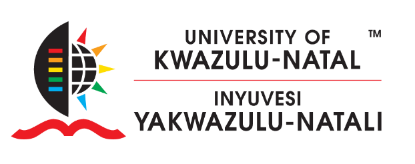 UNIVERSITY OF ™
KWAZULU-NATAL
INYUVESI
YAKWAZULU-NATALI